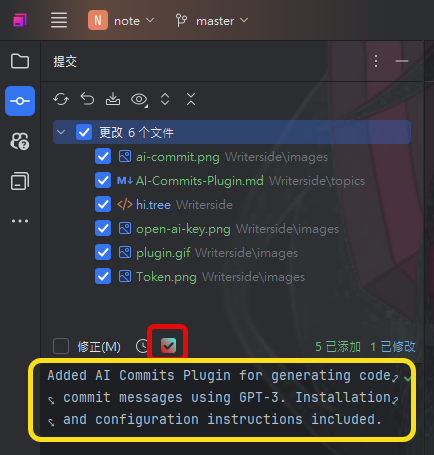 N note master
提交
更改 6 个文件
ai-commit.png Writerside\images
M↓ AI-Commits-Plugin.md Writerside\topics
</> hi.tree Writerside
open-ai-key.png Writerside\images
plugin.gif Writerside\images
Token.png Writerside\images
修正(M) 5 已添加 1 已修改
Added AI Commits Plugin for generating code
commit messages using GPT-3. Installation
and configuration instructions included.